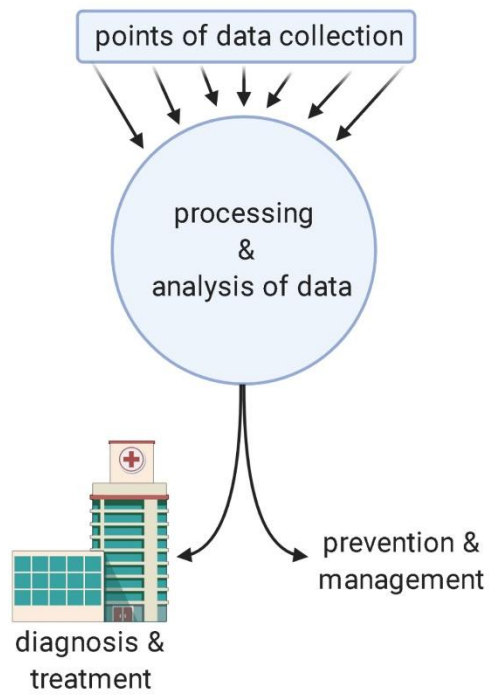 points of data collection
processing
&
analysis of data
prevention &
management
diagnosis &
treatment